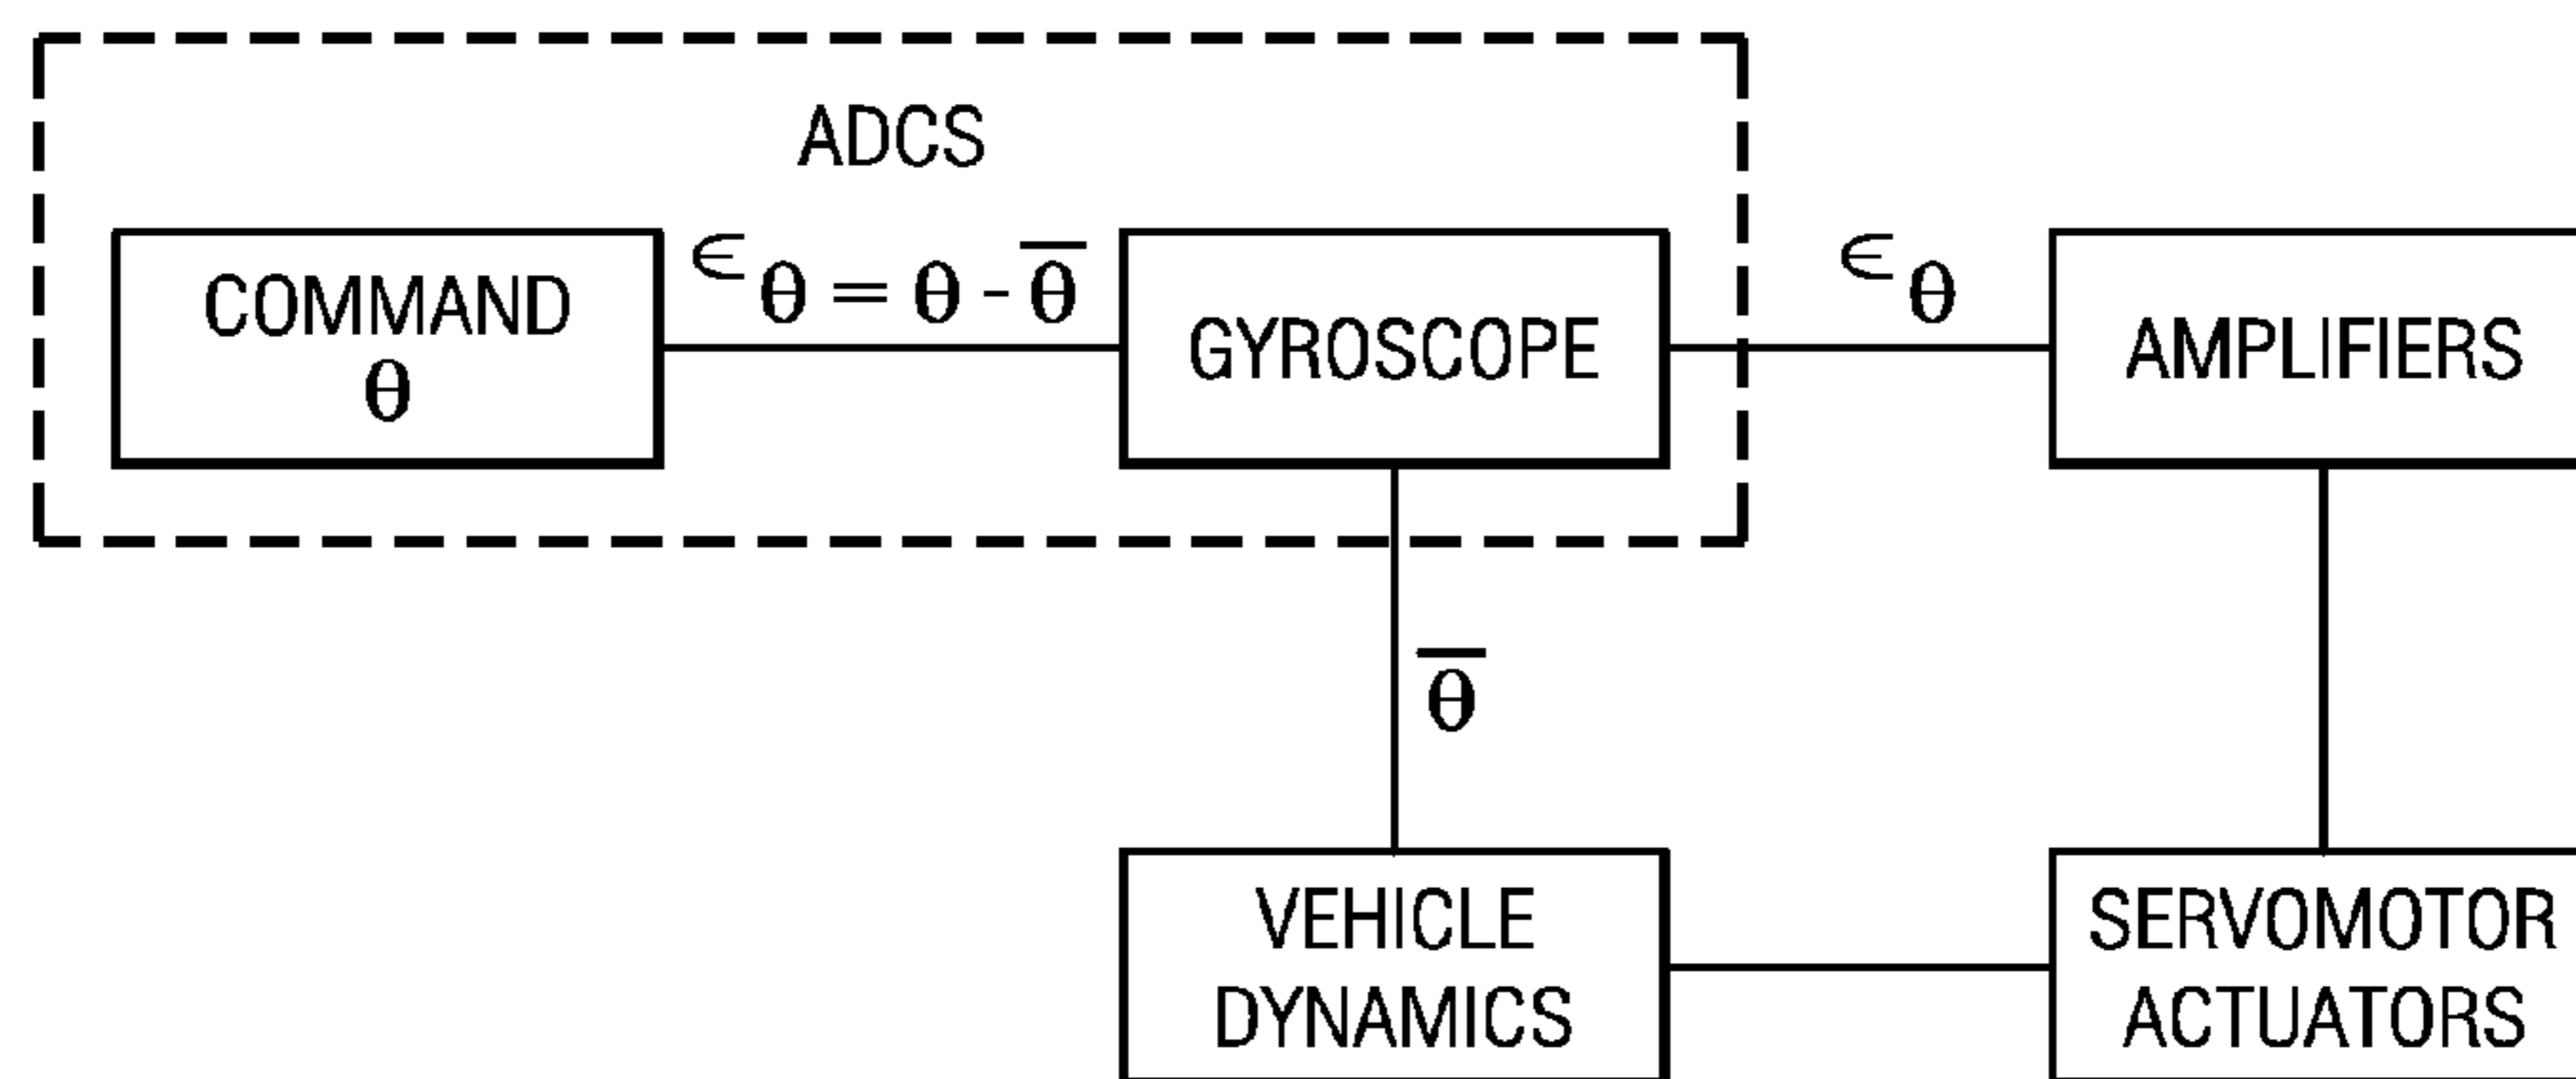 ADCS
COMMAND
θ
∈θ = θ - θ̅
GYROSCOPE
∈θ
AMPLIFIERS
θ̅
VEHICLE
DYNAMICS
SERVOMOTOR
ACTUATORS